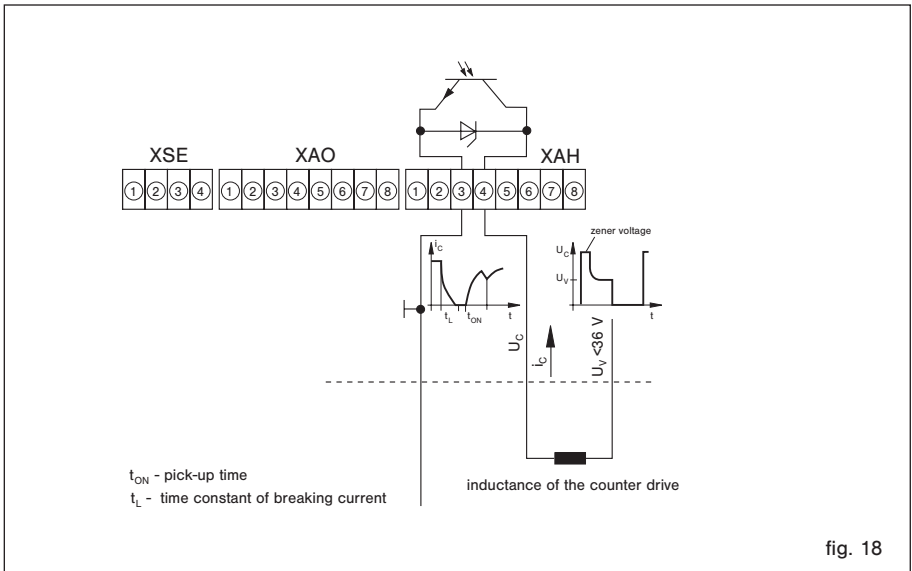 XSE XAO XAH
① ② ③ ④ ① ② ③ ④ ⑤ ⑥ ⑦ ⑧ ① ② ③ ④ ⑤ ⑥ ⑦ ⑧
zener voltage
i_C
U_C
U_V
t_L t_ON t
t
U_C
i_C
U_V <36 V
t_ON - pick-up time
t_L - time constant of breaking current
inductance of the counter drive
fig. 18